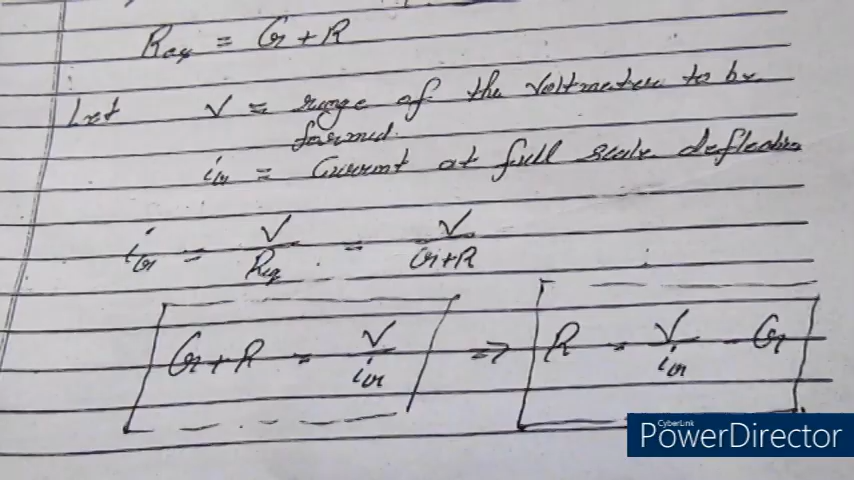 Req = G + R
Let V = range of the voltmeter to be
formed.
iG = Current at full scale deflection
iG = V/Req = V/G+R
G+R = V/iG => R = V/iG - G
CyberLink
PowerDirector